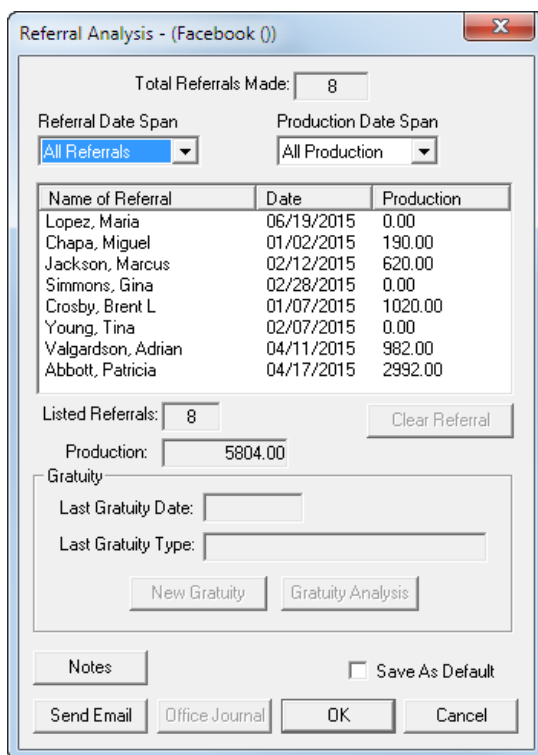 Referral Analysis - (Facebook ())
Total Referrals Made: 8
Referral Date Span Production Date Span
All Referrals All Production
Name of Referral Date Production
Lopez, Maria 06/19/2015 0.00
Chapa, Miguel 01/02/2015 190.00
Jackson, Marcus 02/12/2015 620.00
Simmons, Gina 02/28/2015 0.00
Crosby, Brent L 01/07/2015 1020.00
Young, Tina 02/07/2015 0.00
Valgardson, Adrian 04/11/2015 982.00
Abbott, Patricia 04/17/2015 2992.00
Listed Referrals: 8 Clear Referral
Production: 5804.00
Gratuity
Last Gratuity Date:
Last Gratuity Type:
New Gratuity Gratuity Analysis
Notes Save As Default
Send Email Office Journal OK Cancel